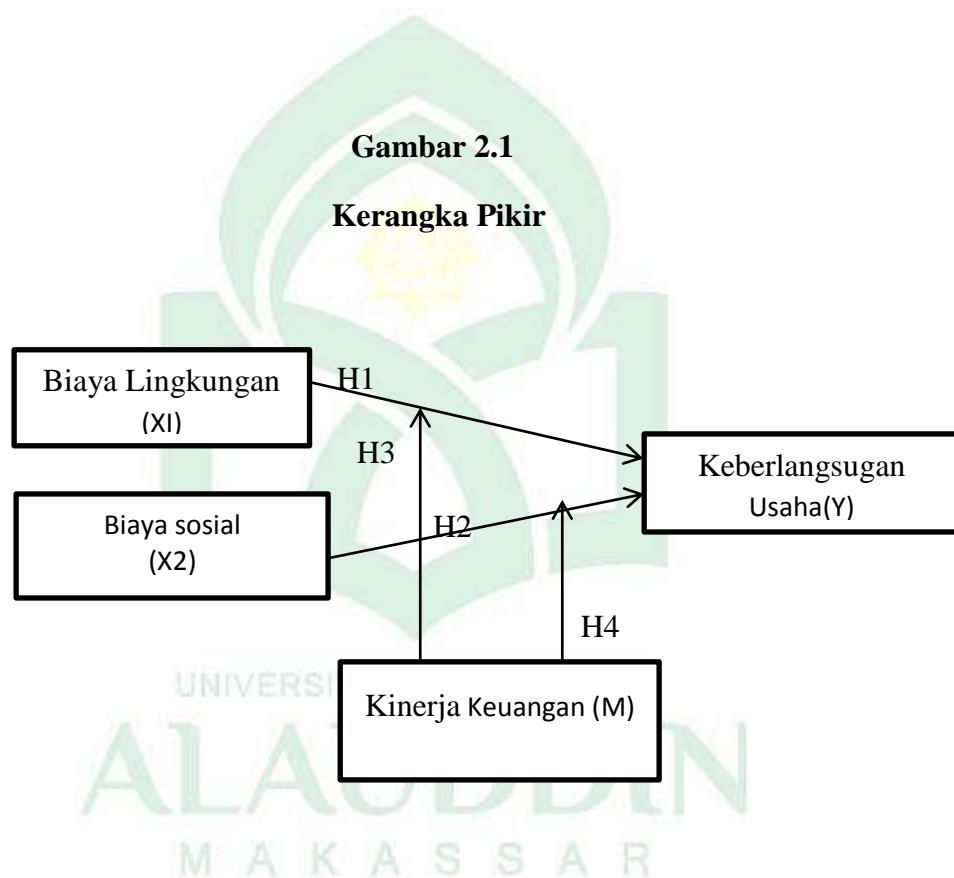 Gambar 2.1
Kerangka Pikir
Biaya Lingkungan
(XI)
H1
H3
Keberlangsugan
Usaha(Y)
Biaya sosial
(X2)
H2
H4
UNIVERSI
Kinerja Keuangan (M)
ALAUDDIN
MAKASSAR